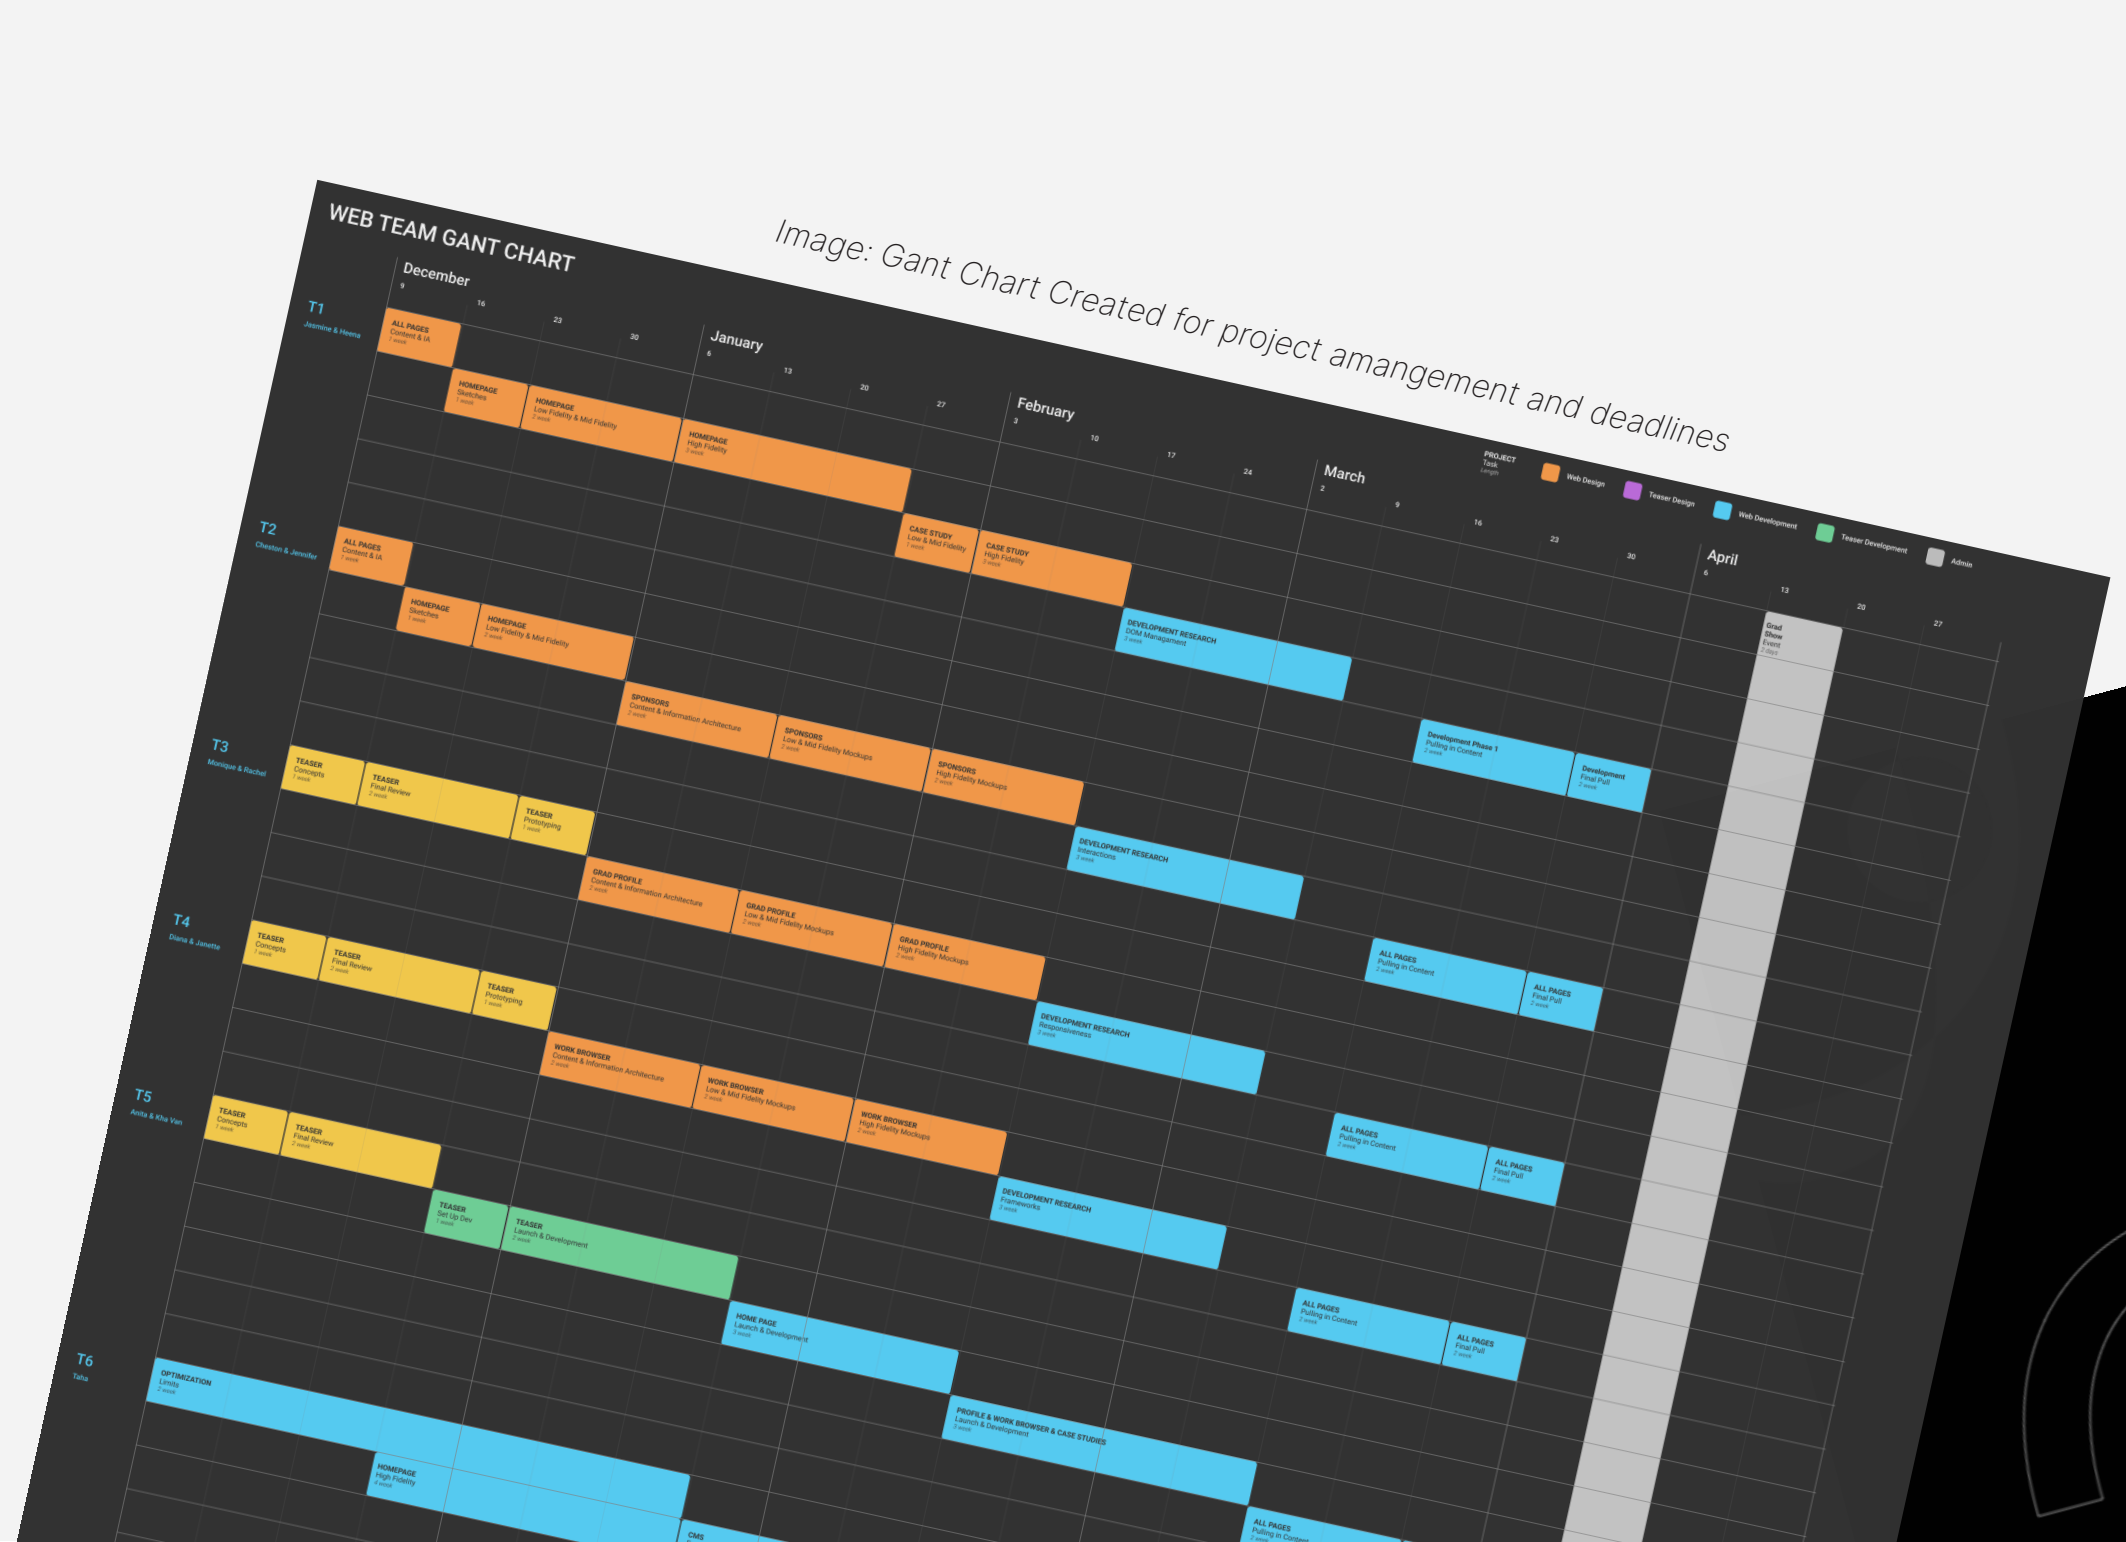 Image: Gant Chart Created for project amangement and deadlines
WEB TEAM GANT CHART
PROJECT
Task
Length
Web Design
Teaser Design
Web Development
Teaser Development
Admin
December
9
16
23
30
January
6
13
20
27
February
3
10
17
24
March
2
9
16
23
30
April
6
13
20
27
Grad
Show
Event
2 days
T1
Jasmine & Heena
ALL PAGES
Content & IA
1 week
HOMEPAGE
Sketches
1 week
HOMEPAGE
Low Fidelity & Mid Fidelity
2 week
HOMEPAGE
High Fidelity
3 week
CASE STUDY
Low & Mid Fidelity
1 week
CASE STUDY
High Fidelity
3 week
DEVELOPMENT RESEARCH
DOM Managament
3 week
Development Phase 1
Pulling in Content
2 week
Development
Final Pull
2 week
T2
Cheston & Jennifer
ALL PAGES
Content & IA
1 week
HOMEPAGE
Sketches
1 week
HOMEPAGE
Low Fidelity & Mid Fidelity
2 week
SPONSORS
Content & Information Architecture
2 week
SPONSORS
Low & Mid Fidelity Mockups
2 week
SPONSORS
High Fidelity Mockups
2 week
DEVELOPMENT RESEARCH
Interactions
3 week
ALL PAGES
Pulling in Content
2 week
ALL PAGES
Final Pull
2 week
T3
Monique & Rachel
TEASER
Concepts
1 week
TEASER
Final Review
2 week
TEASER
Prototyping
1 week
GRAD PROFILE
Content & Information Architecture
2 week
GRAD PROFILE
Low & Mid Fidelity Mockups
2 week
GRAD PROFILE
High Fidelity Mockups
2 week
DEVELOPMENT RESEARCH
Responsiveness
3 week
ALL PAGES
Pulling in Content
2 week
ALL PAGES
Final Pull
2 week
T4
Diana & Janette
TEASER
Concepts
1 week
TEASER
Final Review
2 week
TEASER
Prototyping
1 week
WORK BROWSER
Content & Information Architecture
2 week
WORK BROWSER
Low & Mid Fidelity Mockups
2 week
WORK BROWSER
High Fidelity Mockups
2 week
DEVELOPMENT RESEARCH
Frameworks
3 week
ALL PAGES
Pulling in Content
2 week
ALL PAGES
Final Pull
2 week
T5
Anita & Kha Van
TEASER
Concepts
1 week
TEASER
Final Review
2 week
TEASER
Set Up Dev
1 week
TEASER
Launch & Development
2 week
HOME PAGE
Launch & Development
3 week
PROFILE & WORK BROWSER & CASE STUDIES
Launch & Development
3 week
ALL PAGES
Pulling in Content
2 week
T6
Taha
OPTIMIZATION
Limits
2 week
HOMEPAGE
High Fidelity
4 week
CMS